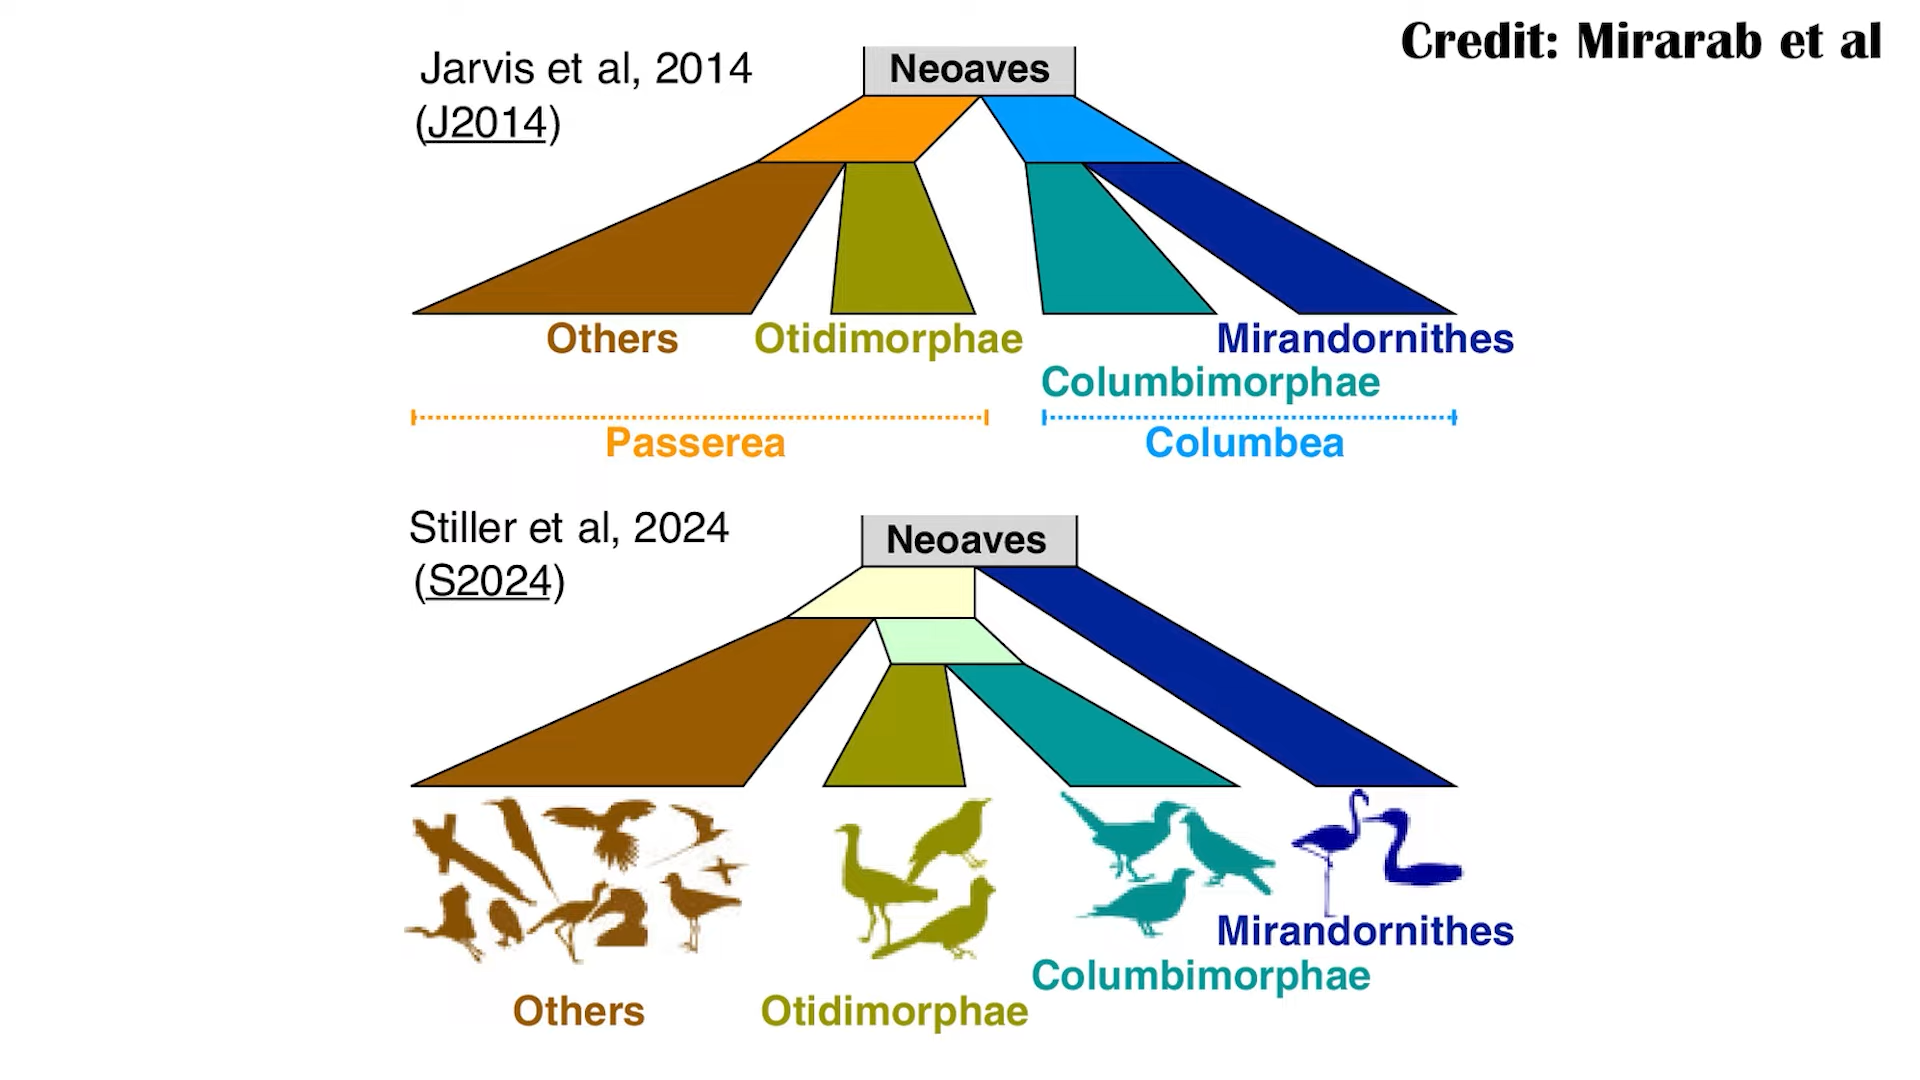 Credit: Mirarab et al
Jarvis et al, 2014
(J2014)
Neoaves
Others
Otidimorphae
Mirandornithes
Columbimorphae
Passerea
Columbea
Stiller et al, 2024
(S2024)
Neoaves
Mirandornithes
Columbimorphae
Others
Otidimorphae